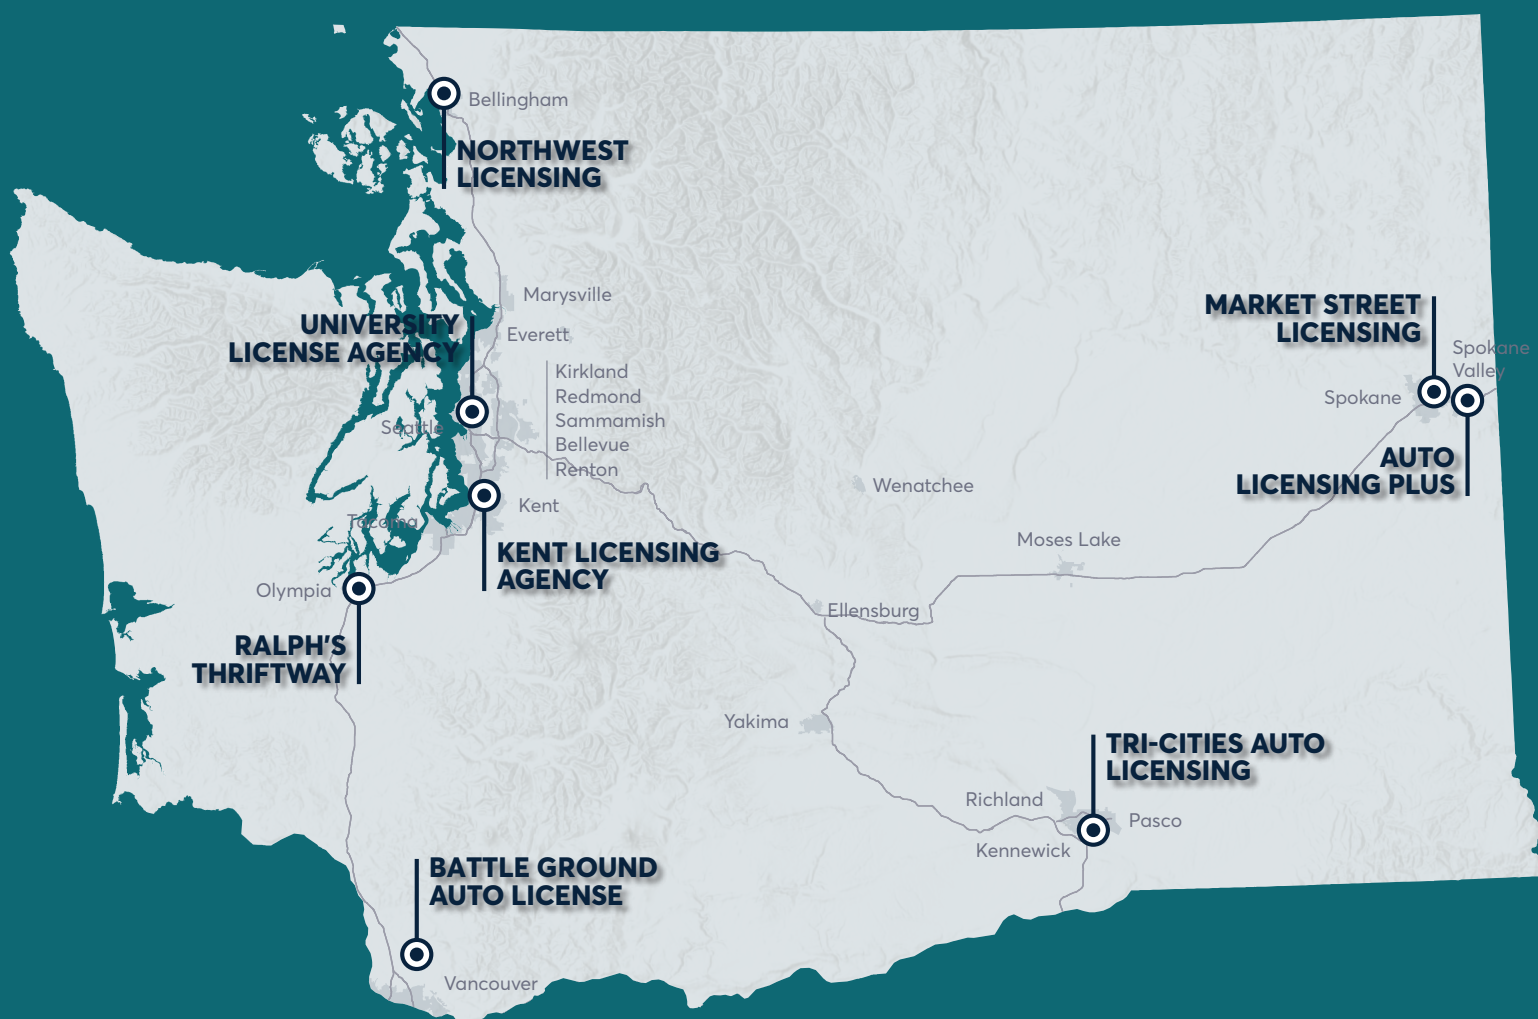 Bellingham
NORTHWEST
LICENSING
Marysville
UNIVERSITY
LICENSE AGENCY
Everett
Kirkland
Redmond
Sammamish
Bellevue
Renton
Seattle
MARKET STREET
LICENSING
Spokane
Valley
Spokane
AUTO
LICENSING PLUS
Wenatchee
Kent
Tacoma
KENT LICENSING
AGENCY
Moses Lake
Olympia
Ellensburg
RALPH'S
THRIFTWAY
Yakima
TRI-CITIES AUTO
LICENSING
Richland
Pasco
Kennewick
BATTLE GROUND
AUTO LICENSE
Vancouver